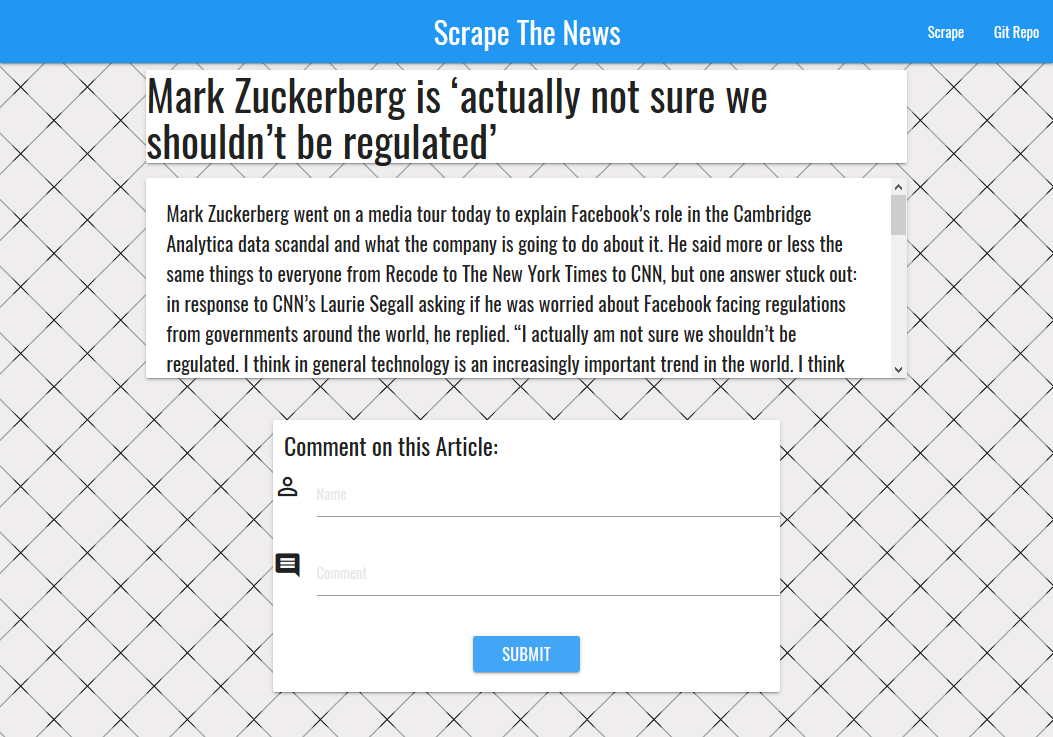 Scrape The News
Scrape
Git Repo
Mark Zuckerberg is ‘actually not sure we
shouldn’t be regulated’
Mark Zuckerberg went on a media tour today to explain Facebook’s role in the Cambridge
Analytica data scandal and what the company is going to do about it. He said more or less the
same things to everyone from Recode to The New York Times to CNN, but one answer stuck out:
in response to CNN’s Laurie Segall asking if he was worried about Facebook facing regulations
from governments around the world, he replied. “I actually am not sure we shouldn’t be
regulated. I think in general technology is an increasingly important trend in the world. I think
Comment on this Article:
Name
Comment
SUBMIT